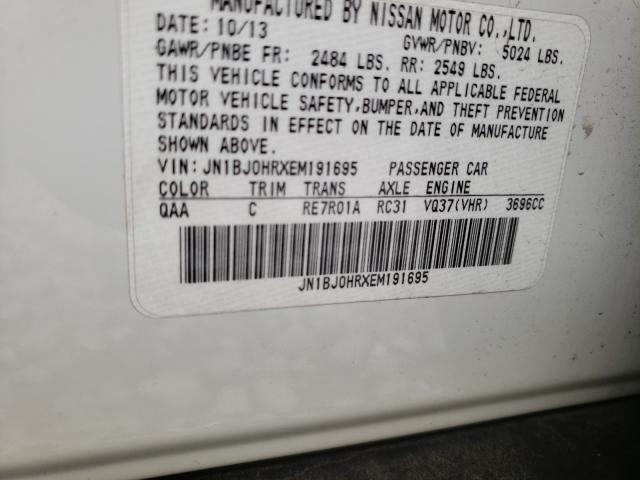 MANUFACTURED BY NISSAN MOTOR CO.,LTD.
DATE: 10/13 GVWR/PNBV: 5024 LBS.
GAWR/PNBE FR: 2484 LBS. RR: 2549 LBS.
THIS VEHICLE CONFORMS TO ALL APPLICABLE FEDERAL
MOTOR VEHICLE SAFETY,BUMPER,AND THEFT PREVENTION
STANDARDS IN EFFECT ON THE DATE OF MANUFACTURE
SHOWN ABOVE.
VIN: JN1BJ0HRXEM191695 PASSENGER CAR
COLOR TRIM TRANS AXLE ENGINE
QAA C RE7R01A RC31 VQ37(VHR) 3696CC
JN1BJ0HRXEM191695